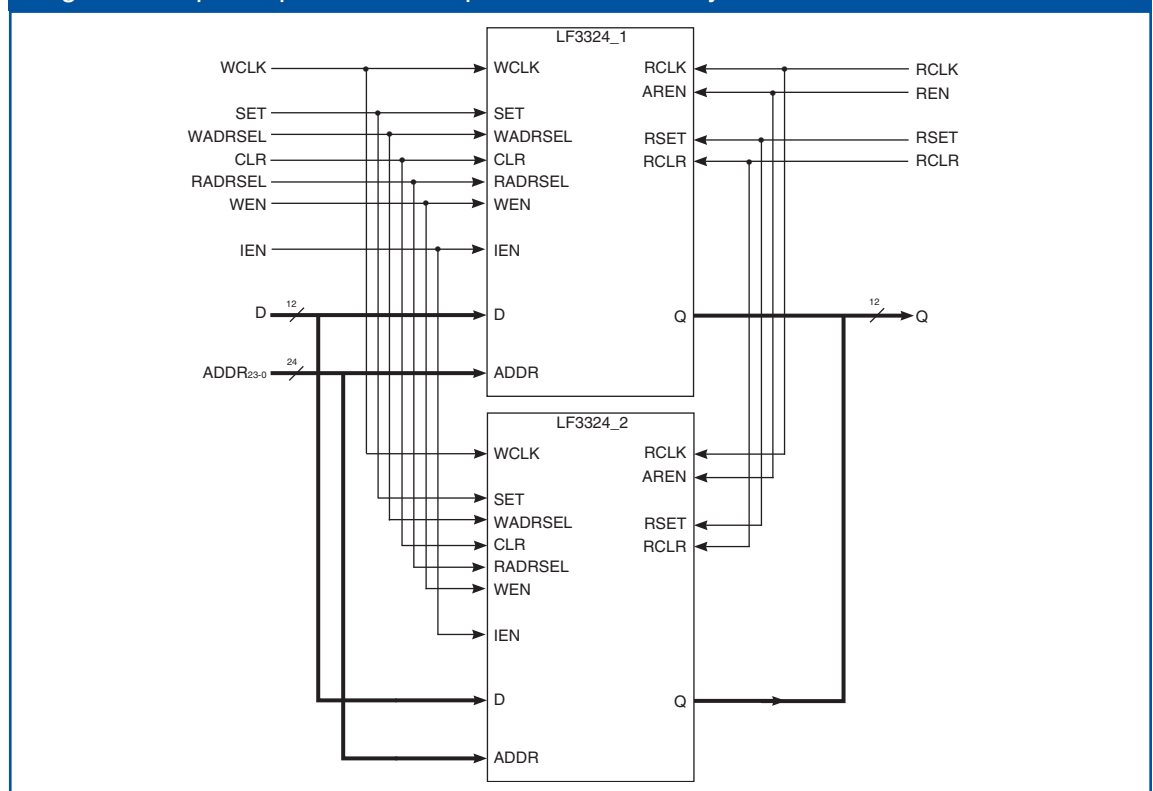 LF3324_1
WCLK
SET
WADRSEL
CLR
RADRSEL
WEN
IEN
D
12
ADDR23-0
24
WCLK
SET
WADRSEL
CLR
RADRSEL
WEN
IEN
D
ADDR
RCLK
AREN
RSET
RCLR
Q
RCLK
REN
RSET
RCLR
12
Q
LF3324_2
WCLK
SET
WADRSEL
CLR
RADRSEL
WEN
IEN
D
ADDR
RCLK
AREN
RSET
RCLR
Q